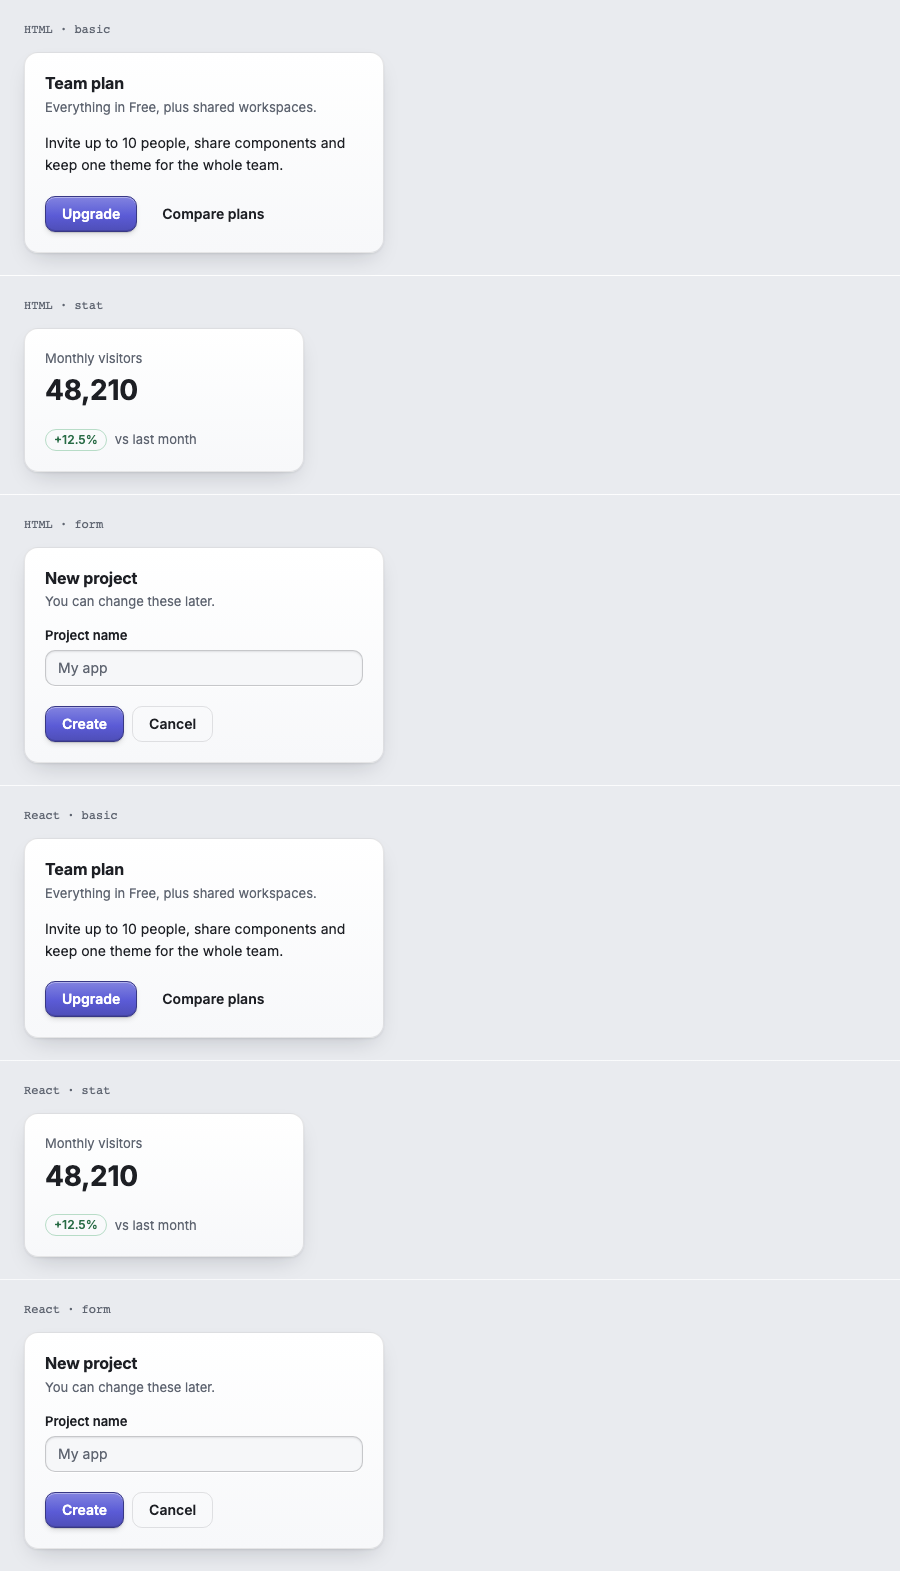 HTML · basic
Team plan
Everything in Free, plus shared workspaces.
Invite up to 10 people, share components and
keep one theme for the whole team.
Upgrade Compare plans
HTML · stat
Monthly visitors
48,210
+12.5% vs last month
HTML · form
New project
You can change these later.
Project name
My app
Create Cancel
React · basic
Team plan
Everything in Free, plus shared workspaces.
Invite up to 10 people, share components and
keep one theme for the whole team.
Upgrade Compare plans
React · stat
Monthly visitors
48,210
+12.5% vs last month
React · form
New project
You can change these later.
Project name
My app
Create Cancel